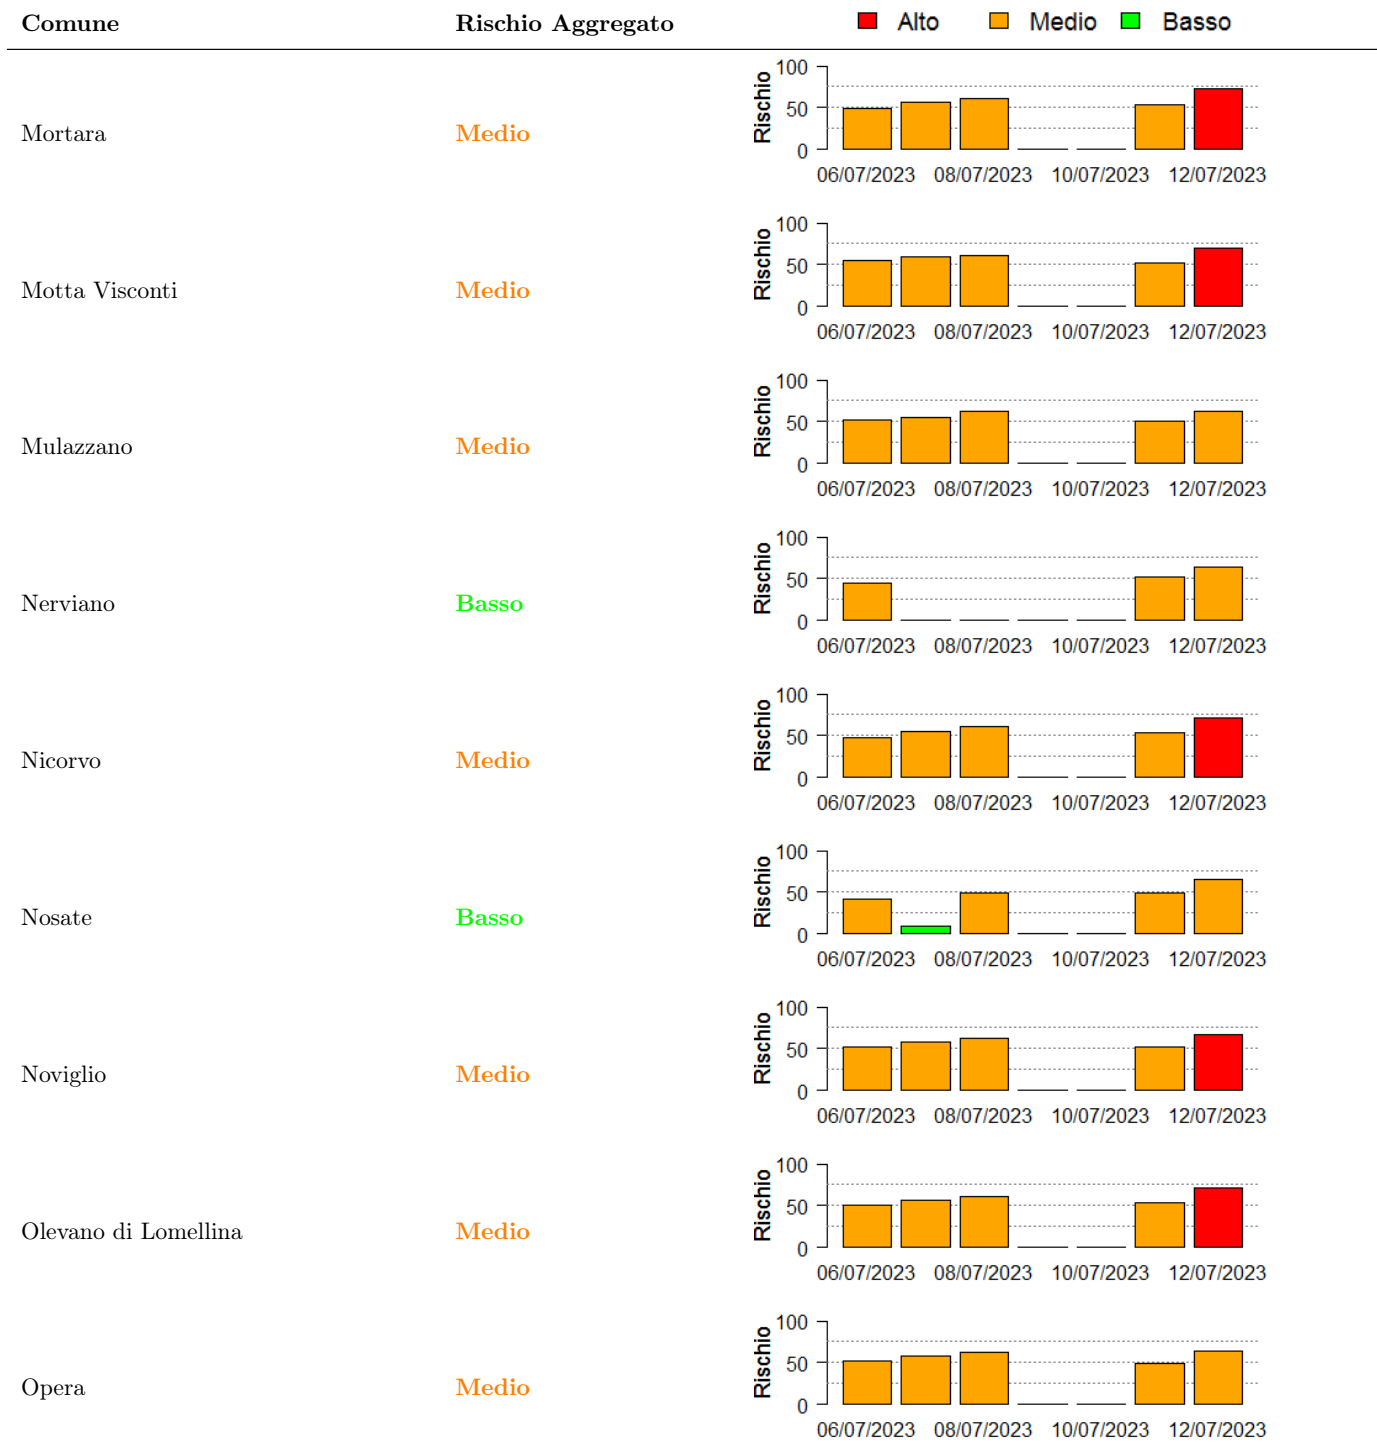 Comune Rischio Aggregato Alto Medio Basso
Mortara Medio Rischio 100 50 0
06/07/2023 08/07/2023 10/07/2023 12/07/2023
Motta Visconti Medio Rischio 100 50 0
06/07/2023 08/07/2023 10/07/2023 12/07/2023
Mulazzano Medio Rischio 100 50 0
06/07/2023 08/07/2023 10/07/2023 12/07/2023
Nerviano Basso Rischio 100 50 0
06/07/2023 08/07/2023 10/07/2023 12/07/2023
Nicorvo Medio Rischio 100 50 0
06/07/2023 08/07/2023 10/07/2023 12/07/2023
Nosate Basso Rischio 100 50 0
06/07/2023 08/07/2023 10/07/2023 12/07/2023
Noviglio Medio Rischio 100 50 0
06/07/2023 08/07/2023 10/07/2023 12/07/2023
Olevano di Lomellina Medio Rischio 100 50 0
06/07/2023 08/07/2023 10/07/2023 12/07/2023
Opera Medio Rischio 100 50 0
06/07/2023 08/07/2023 10/07/2023 12/07/2023